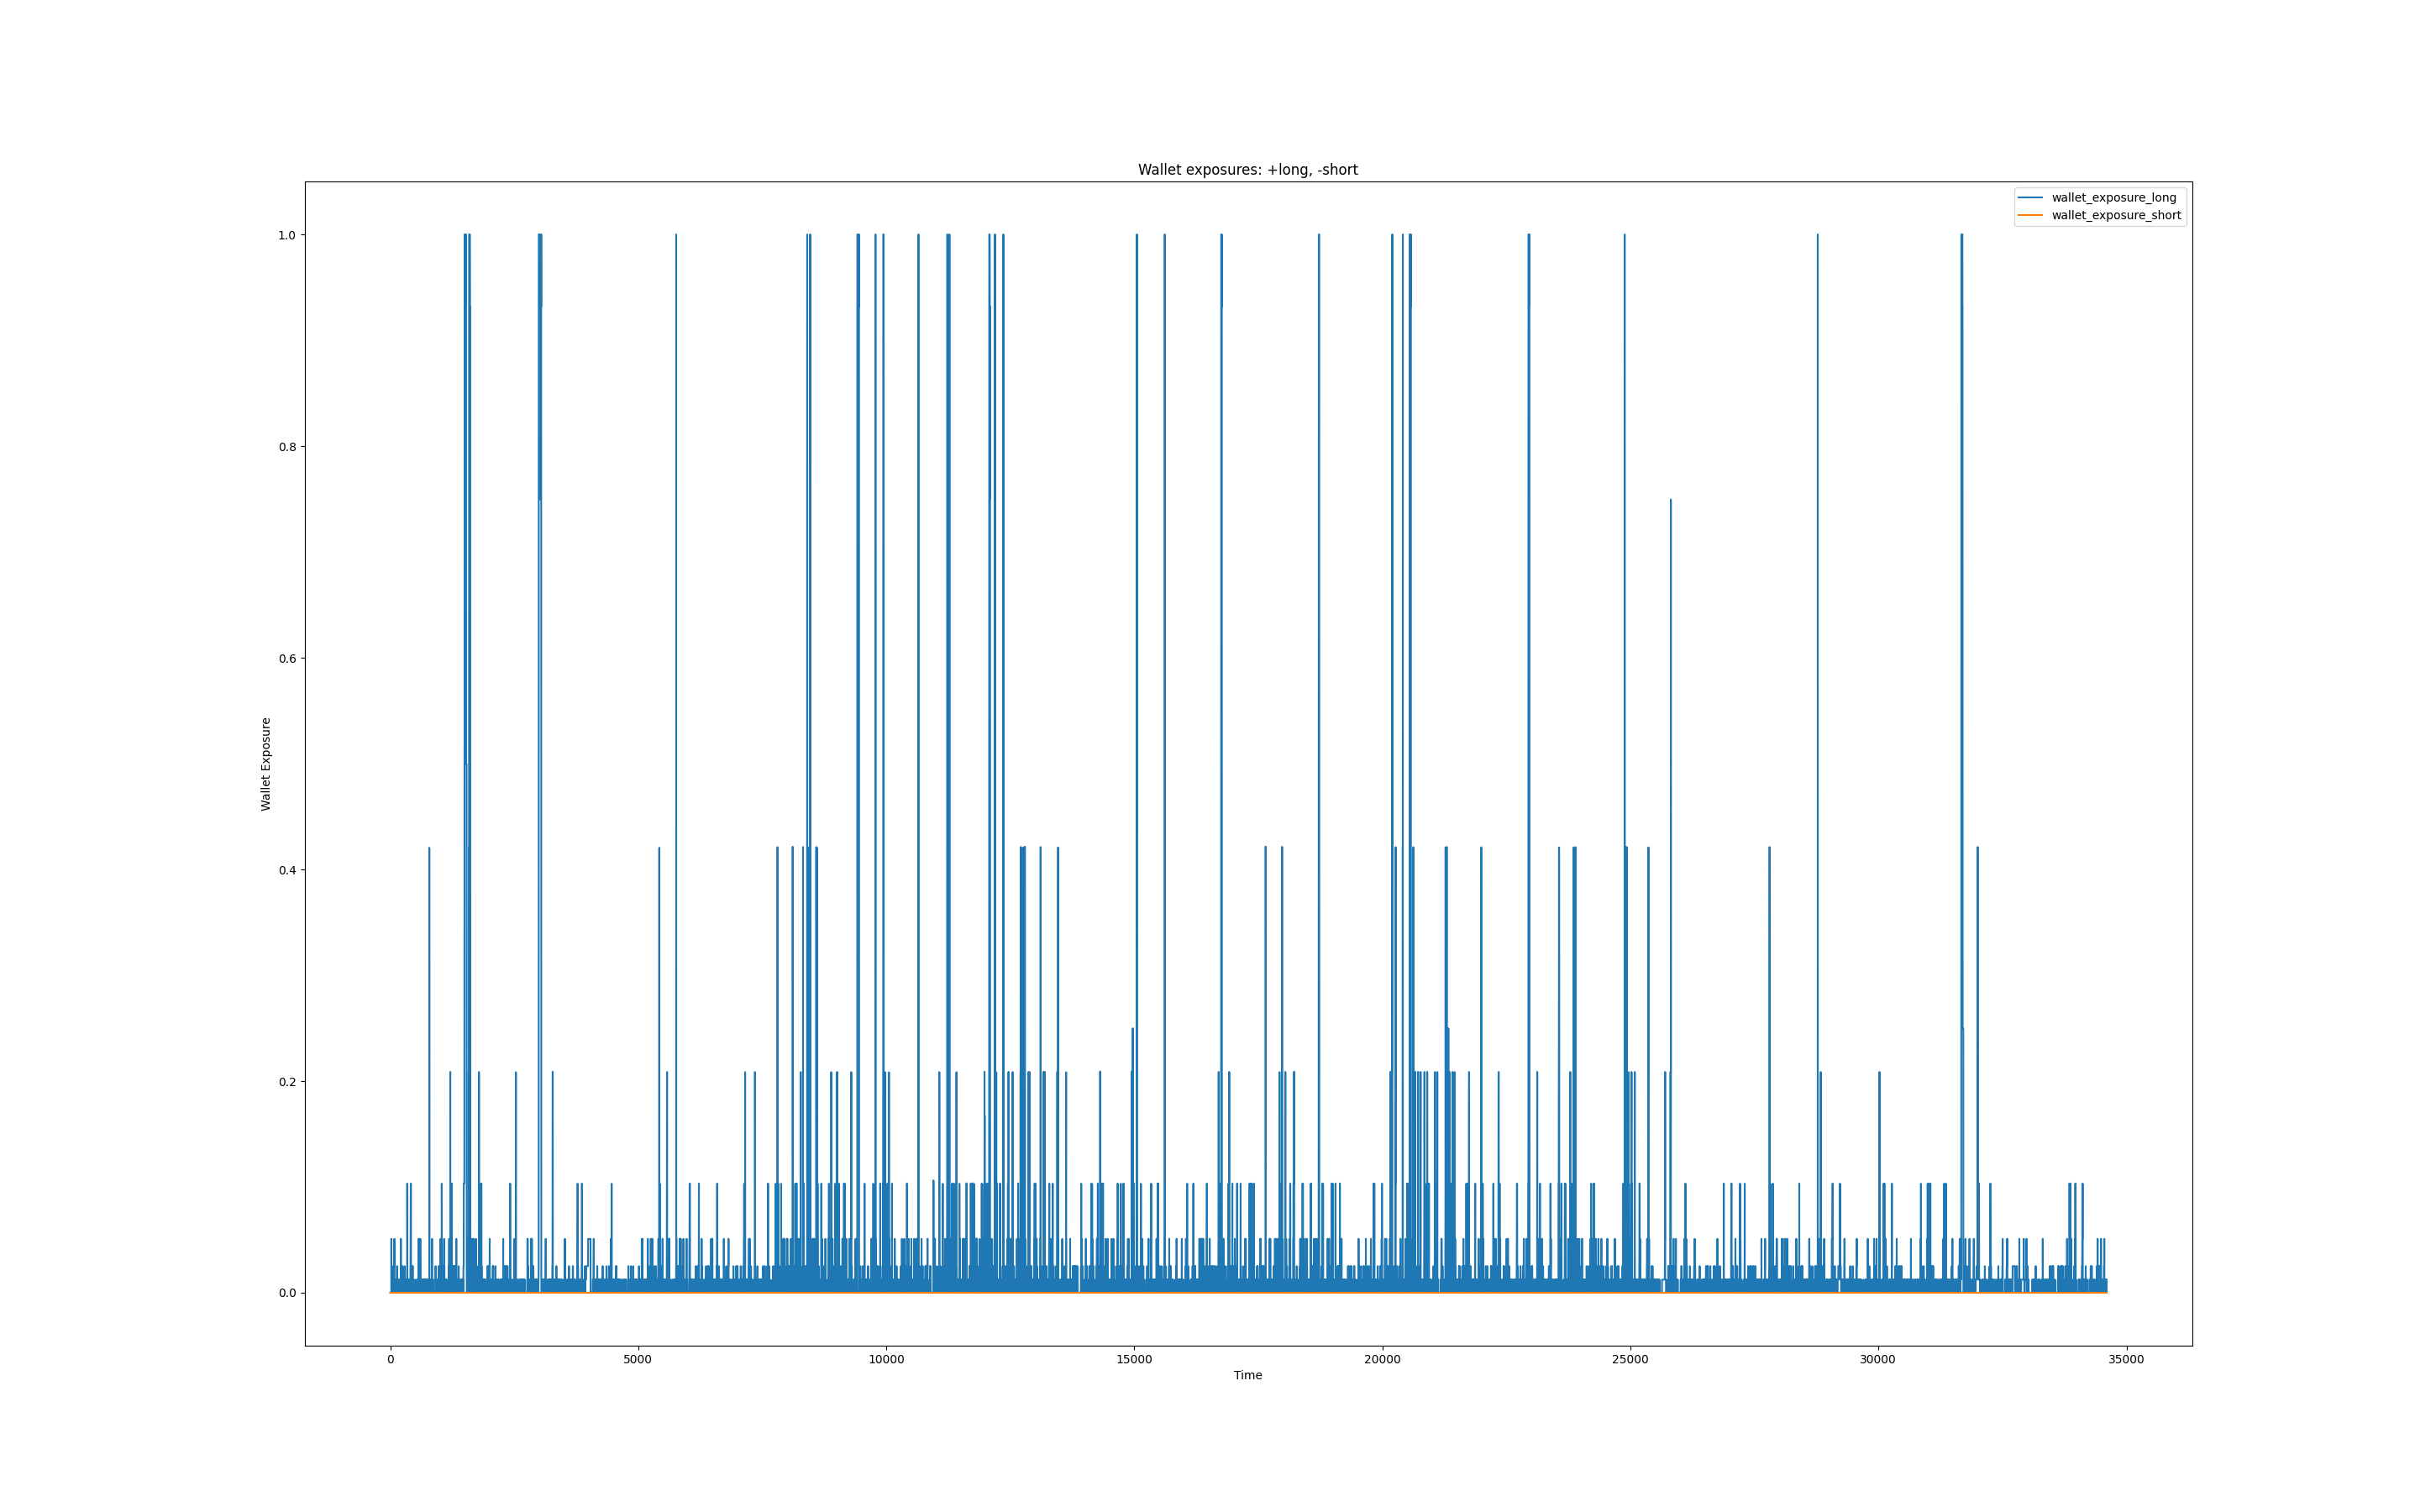 Wallet exposures: +long, -short
wallet_exposure_long
wallet_exposure_short
1.0
0.8
0.6
0.4
0.2
0.0
Wallet Exposure
0 5000 10000 15000 20000 25000 30000 35000
Time